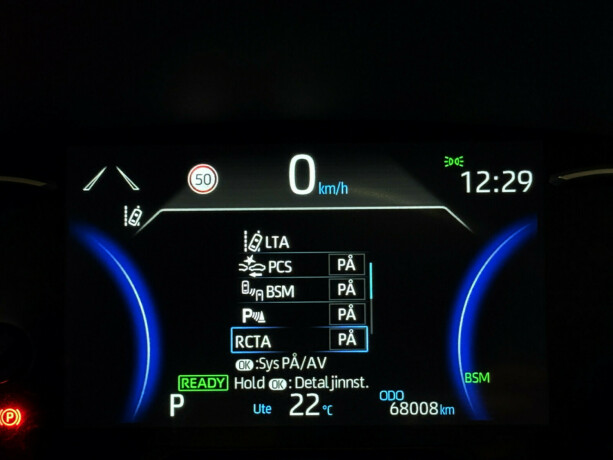 50
0 km/h
12:29
LTA
PCS PÅ
BSM PÅ
P PÅ
RCTA PÅ
OK :Sys PÅ/AV
READY Hold OK :Detaljinnst.
BSM
P
Ute 22 °C
ODO
68008 km
P